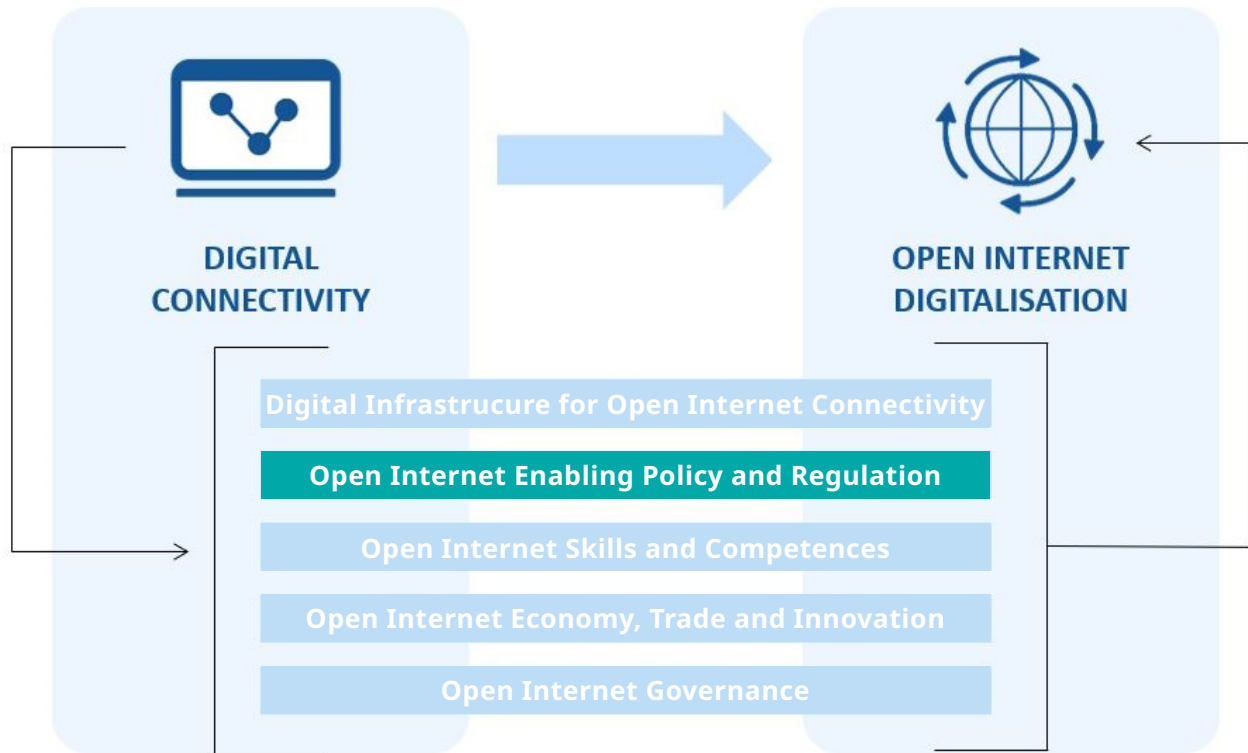 DIGITAL
CONNECTIVITY
OPEN INTERNET
DIGITALISATION
Digital Infrastrucure for Open Internet Connectivity
Open Internet Enabling Policy and Regulation
Open Internet Skills and Competences
Open Internet Economy, Trade and Innovation
Open Internet Governance